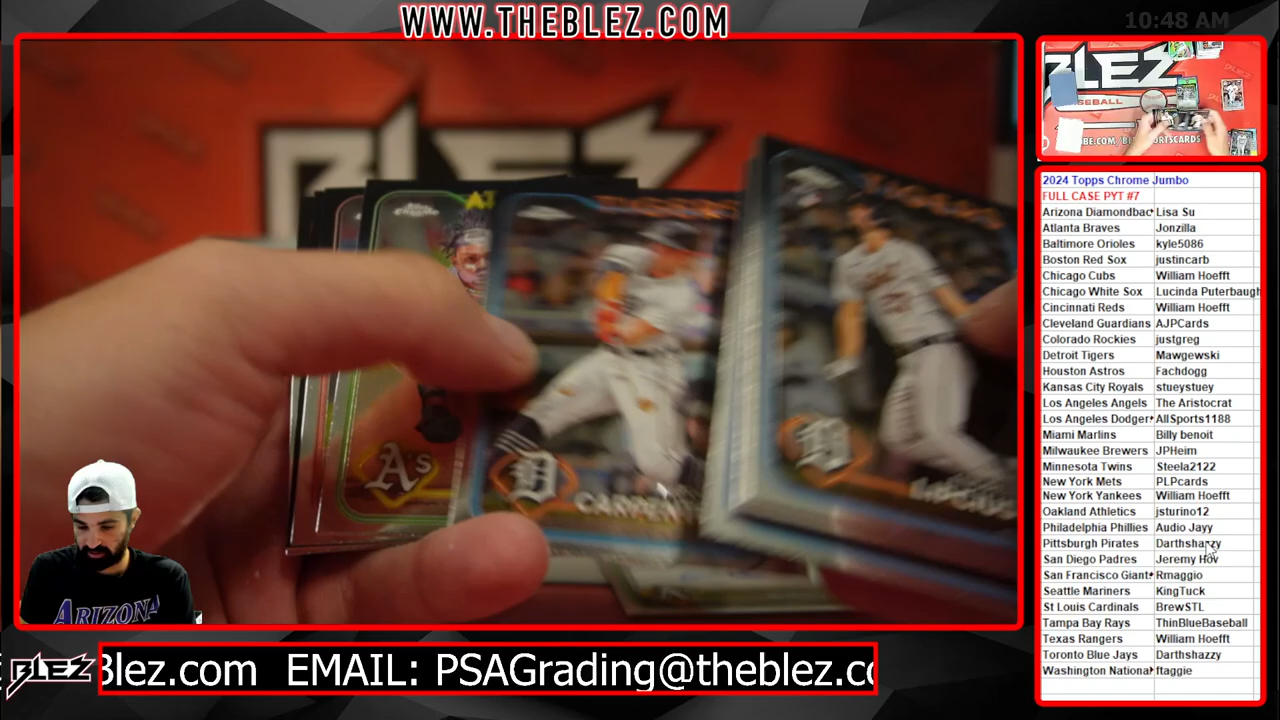 WWW.THEBLEZ.COM
10:48 AM
BLEZ
BLEZ
BASEBALL
2024 Topps Chrome Jumbo
FULL CASE PYT #7
Arizona Diamondbac Lisa Su
Atlanta Braves Jonzilla
Baltimore Orioles kyle5086
Boston Red Sox justincarb
Chicago Cubs William Hoefft
Chicago White Sox Lucinda Puterbaugh
Cincinnati Reds William Hoefft
Cleveland Guardians AJPCards
Colorado Rockies justgreg
Detroit Tigers Mawgewski
Houston Astros Fachdogg
Kansas City Royals stueystuey
Los Angeles Angels The Aristocrat
Los Angeles Dodger AllSports1188
Miami Marlins Billy benoit
Milwaukee Brewers JPHeim
Minnesota Twins Steela2122
New York Mets PLPcards
New York Yankees William Hoefft
Oakland Athletics jsturino12
Philadelphia Phillies Audio Jayy
Pittsburgh Pirates Darthshazzy
San Diego Padres Jeremy Hov
San Francisco Giant Rmaggio
Seattle Mariners KingTuck
St Louis Cardinals BrewSTL
Tampa Bay Rays ThinBlueBaseball
Texas Rangers William Hoefft
Toronto Blue Jays Darthshazzy
Washington National ftaggie
A's
D
CARPEN
D
ARIZONA
BLEZ
Blez.com EMAIL: PSAGrading@theblez.co